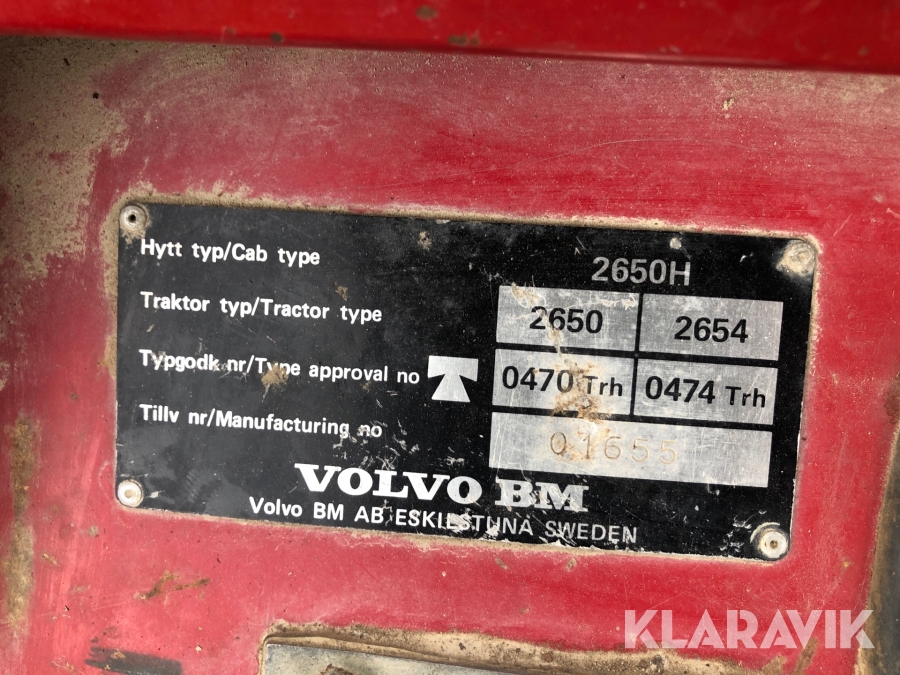 Hytt typ/Cab type 2650H
Traktor typ/Tractor type 2650 2654
Typgodk nr/Type approval no 0470 Trh 0474 Trh
Tillv nr/Manufacturing no 01655
VOLVO BM
Volvo BM AB ESKILSTUNA SWEDEN
KLARAVIK